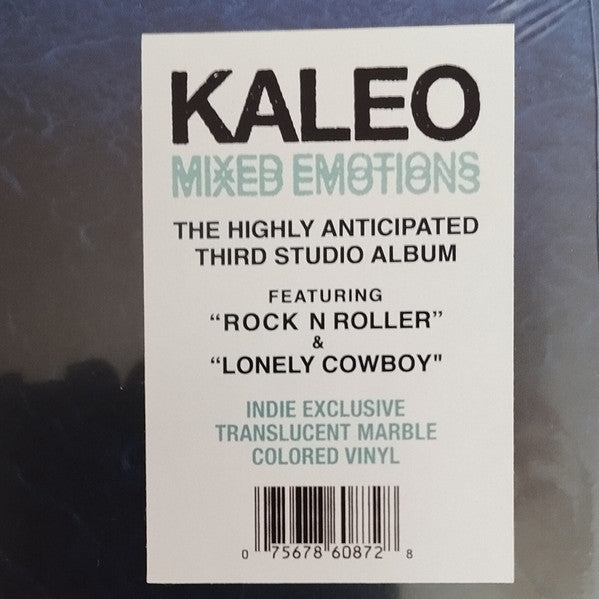 KALEO
MIXED EMOTIONS
THE HIGHLY ANTICIPATED
THIRD STUDIO ALBUM
FEATURING
“ROCK N ROLLER”
&
“LONELY COWBOY"
INDIE EXCLUSIVE
TRANSLUCENT MARBLE
COLORED VINYL
0 75678 60872 8